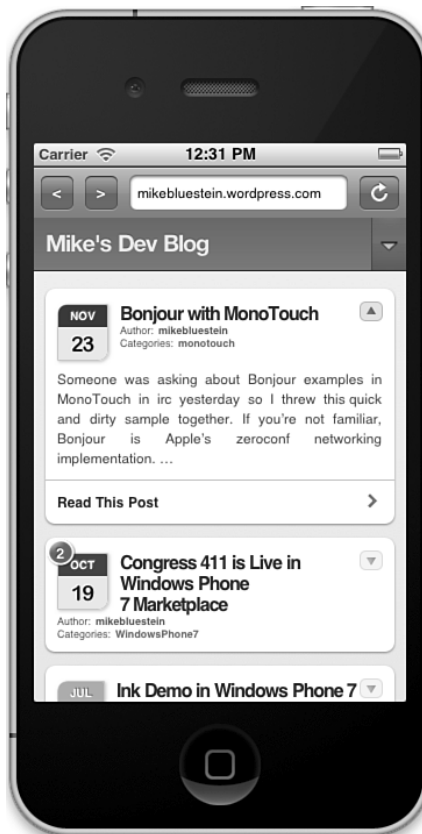 Carrier 12:31 PM
< > mikebluestein.wordpress.com
Mike's Dev Blog
NOV
23
Bonjour with MonoTouch
Author: mikebluestein
Categories: monotouch
Someone was asking about Bonjour examples in
MonoTouch in irc yesterday so I threw this quick
and dirty sample together. If you're not familiar,
Bonjour is Apple's zeroconf networking
implementation. …
Read This Post
2
OCT
19
Congress 411 is Live in
Windows Phone
7 Marketplace
Author: mikebluestein
Categories: WindowsPhone7
JUL
Ink Demo in Windows Phone 7